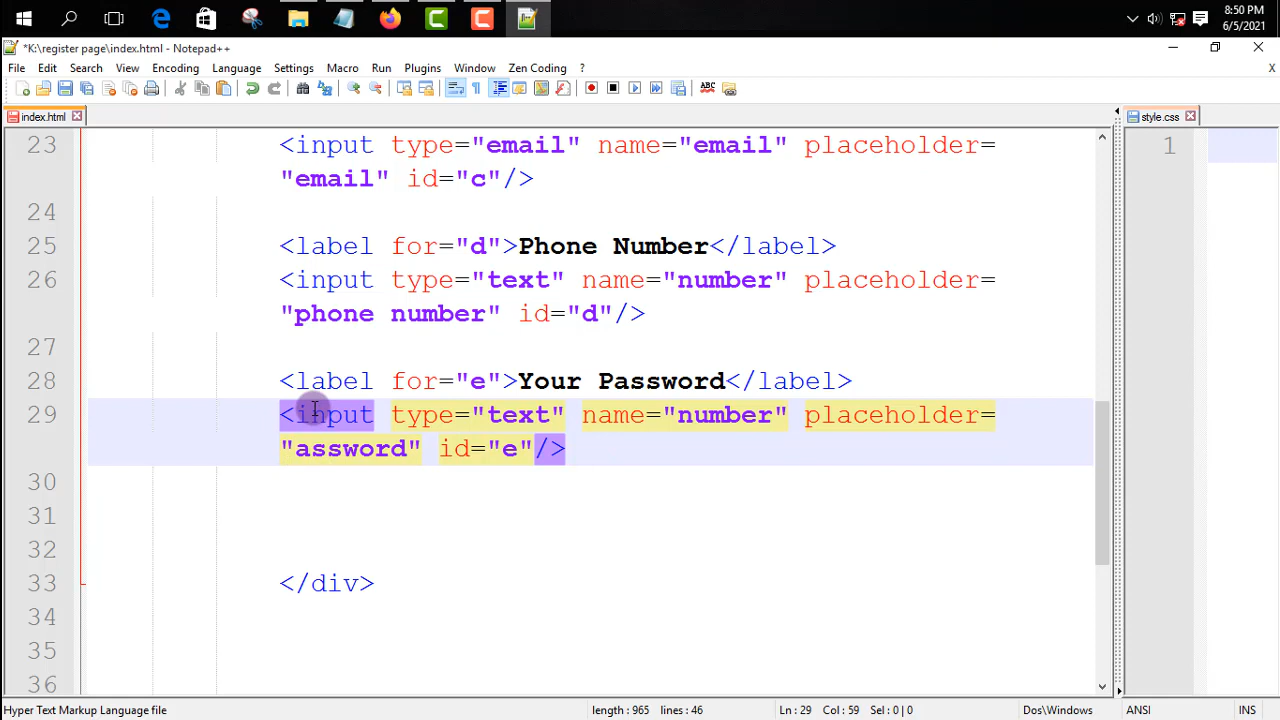 8:50 PM
6/5/2021
*K:\register page\index.html - Notepad++
File Edit Search View Encoding Language Settings Macro Run Plugins Window Zen Coding ? X
index.html style.css
23 <input type="email" name="email" placeholder= 1
"email" id="c"/>
24
25 <label for="d">Phone Number</label>
26 <input type="text" name="number" placeholder=
"phone number" id="d"/>
27
28 <label for="e">Your Password</label>
29 <input type="text" name="number" placeholder=
"assword" id="e"/>
30
31
32
33 </div>
34
35
36
Hyper Text Markup Language file length : 965 lines : 46 Ln : 29 Col : 59 Sel : 0 | 0 Dos\Windows ANSI INS